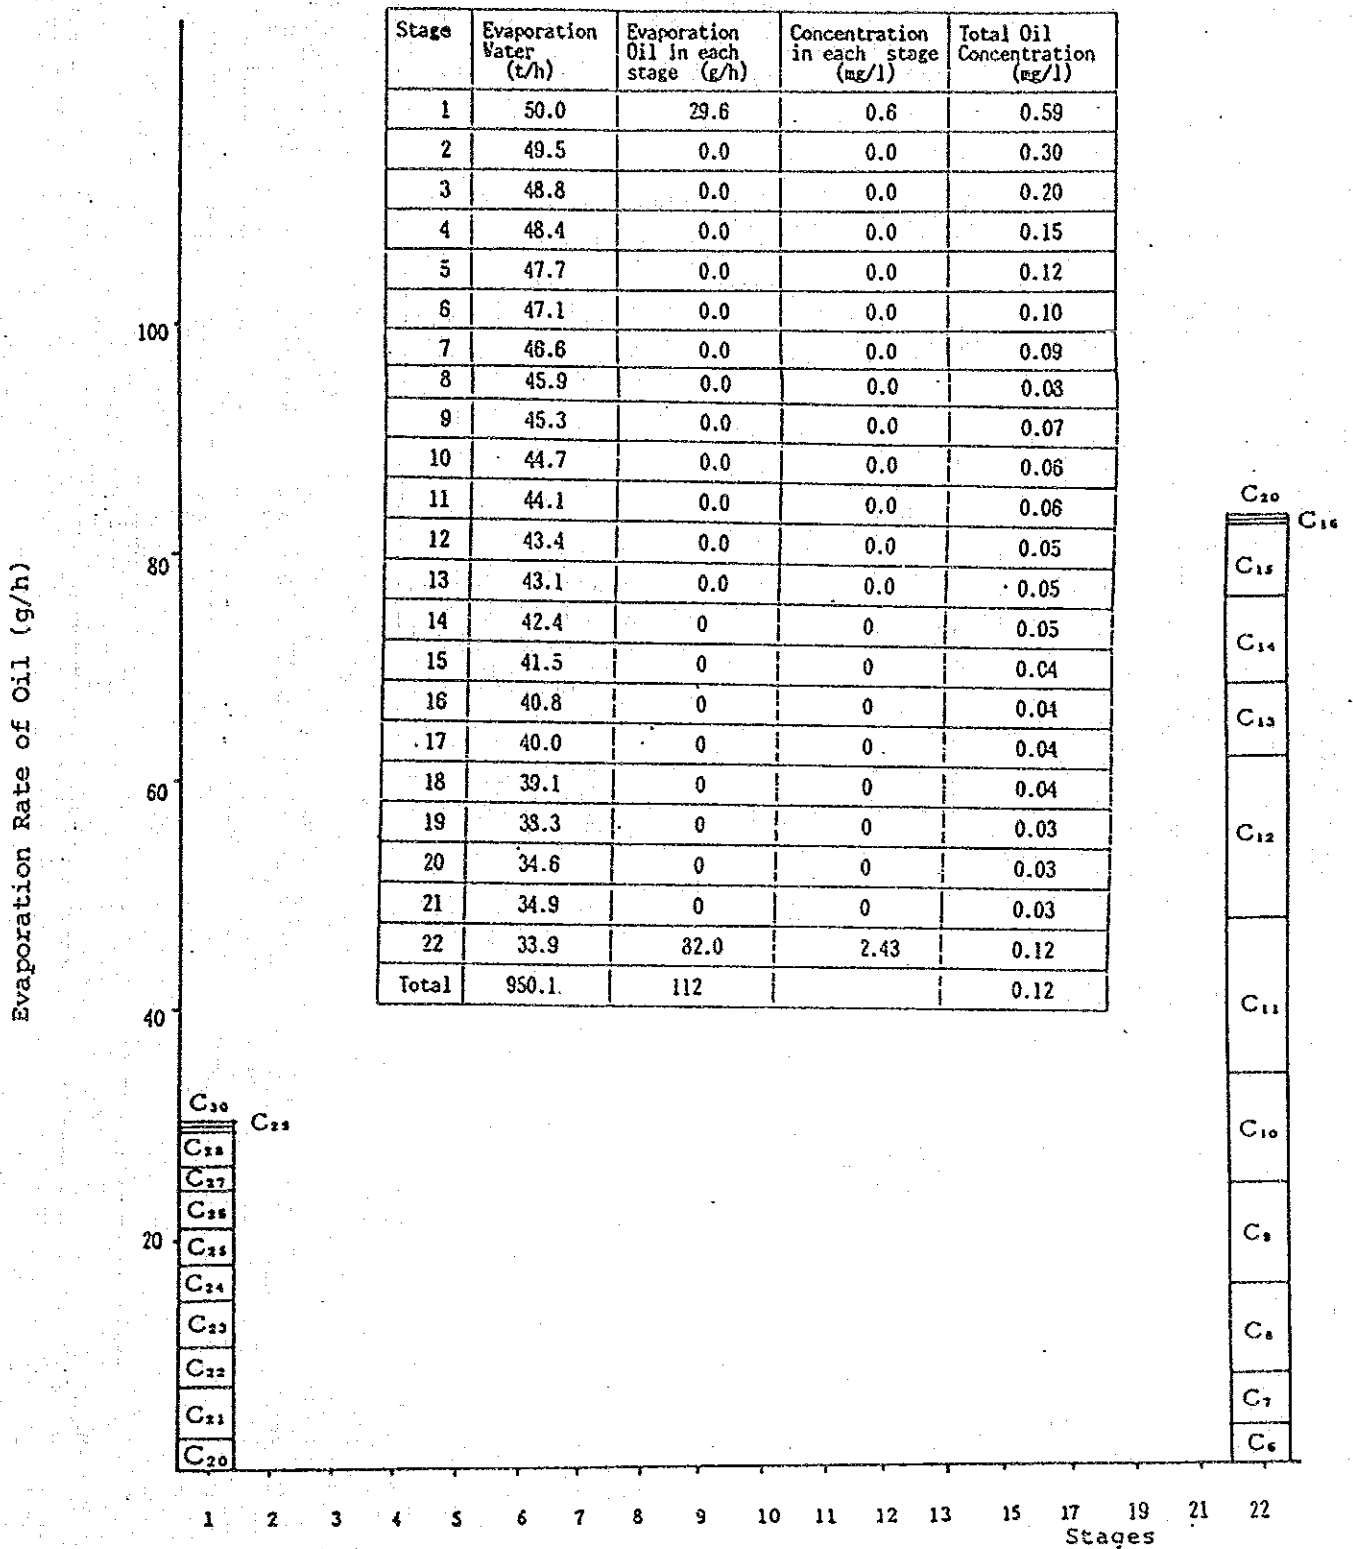 Stage Evaporation Water (t/h) Evaporation Oil in each stage (g/h) Concentration in each stage (mg/l) Total Oil Concentration (mg/l)
1 50.0 29.6 0.6 0.59
2 49.5 0.0 0.0 0.30
3 48.8 0.0 0.0 0.20
4 48.4 0.0 0.0 0.15
5 47.7 0.0 0.0 0.12
6 47.1 0.0 0.0 0.10
7 46.6 0.0 0.0 0.09
8 45.9 0.0 0.0 0.08
9 45.3 0.0 0.0 0.07
10 44.7 0.0 0.0 0.06
11 44.1 0.0 0.0 0.06
12 43.4 0.0 0.0 0.05
13 43.1 0.0 0.0 0.05
14 42.4 0 0 0.05
15 41.5 0 0 0.04
16 40.8 0 0 0.04
17 40.0 0 0 0.04
18 39.1 0 0 0.04
19 38.3 0 0 0.03
20 34.6 0 0 0.03
21 34.9 0 0 0.03
22 33.9 82.0 2.43 0.12
Total 950.1 112 0.12
Evaporation Rate of Oil (g/h)
100
80
60
40
20
C₃₀
C₂₉
C₂₈
C₂₇
C₂₆
C₂₅
C₂₄
C₂₃
C₂₂
C₂₁
C₂₀
C₂₀
C₁₆
C₁₅
C₁₄
C₁₃
C₁₂
C₁₁
C₁₀
C₉
C₈
C₇
C₆
1 2 3 4 5 6 7 8 9 10 11 12 13 15 17 19 21 22
Stages